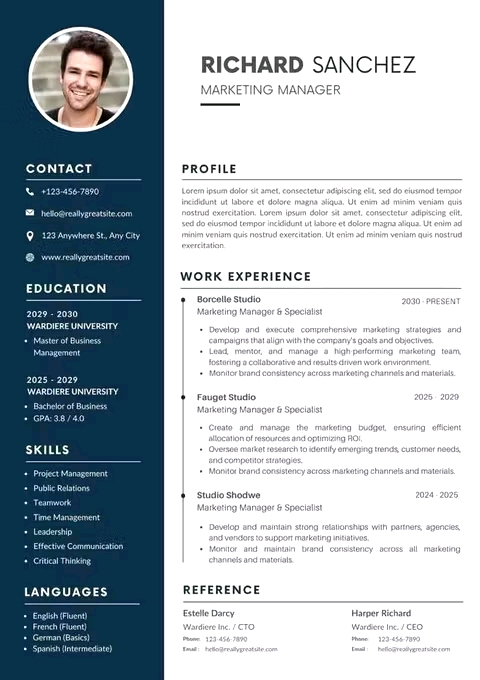 RICHARD SANCHEZ
MARKETING MANAGER
CONTACT
+123-456-7890
hello@reallygreatsite.com
123 Anywhere St., Any City
www.reallygreatsite.com
EDUCATION
2029 - 2030
WARDIERE UNIVERSITY
• Master of Business
Management
2025 - 2029
WARDIERE UNIVERSITY
• Bachelor of Business
• GPA: 3.8 / 4.0
SKILLS
• Project Management
• Public Relations
• Teamwork
• Time Management
• Leadership
• Effective Communication
• Critical Thinking
LANGUAGES
• English (Fluent)
• French (Fluent)
• German (Basics)
• Spanish (Intermediate)
PROFILE
Lorem ipsum dolor sit amet, consectetur adipiscing elit, sed do eiusmod tempor
incididunt ut labore et dolore magna aliqua. Ut enim ad minim veniam, quis
nostrud exercitation. Lorem ipsum dolor sit amet, consectetur adipiscing elit,
sed do eiusmod tempor incididunt ut labore et dolore magna aliqua. Ut enim ad
minim veniam, quis nostrud exercitation. Ut enim ad minim veniam quis nostrud
exercitation.
WORK EXPERIENCE
Borcelle Studio 2030 - PRESENT
Marketing Manager & Specialist
• Develop and execute comprehensive marketing strategies and
campaigns that align with the company's goals and objectives.
• Lead, mentor, and manage a high-performing marketing team,
fostering a collaborative and results-driven work environment.
• Monitor brand consistency across marketing channels and materials.
Fauget Studio 2025 - 2029
Marketing Manager & Specialist
• Create and manage the marketing budget, ensuring efficient
allocation of resources and optimizing ROI.
• Oversee market research to identify emerging trends, customer needs,
and competitor strategies.
• Monitor brand consistency across marketing channels and materials.
Studio Shodwe 2024 - 2025
Marketing Manager & Specialist
• Develop and maintain strong relationships with partners, agencies,
and vendors to support marketing initiatives.
• Monitor and maintain brand consistency across all marketing
channels and materials.
REFERENCE
Estelle Darcy
Wardiere Inc. / CTO
Phone: 123-456-7890
Email : hello@reallygreatsite.com
Harper Richard
Wardiere Inc. / CEO
Phone: 123-456-7890
Email : hello@reallygreatsite.com